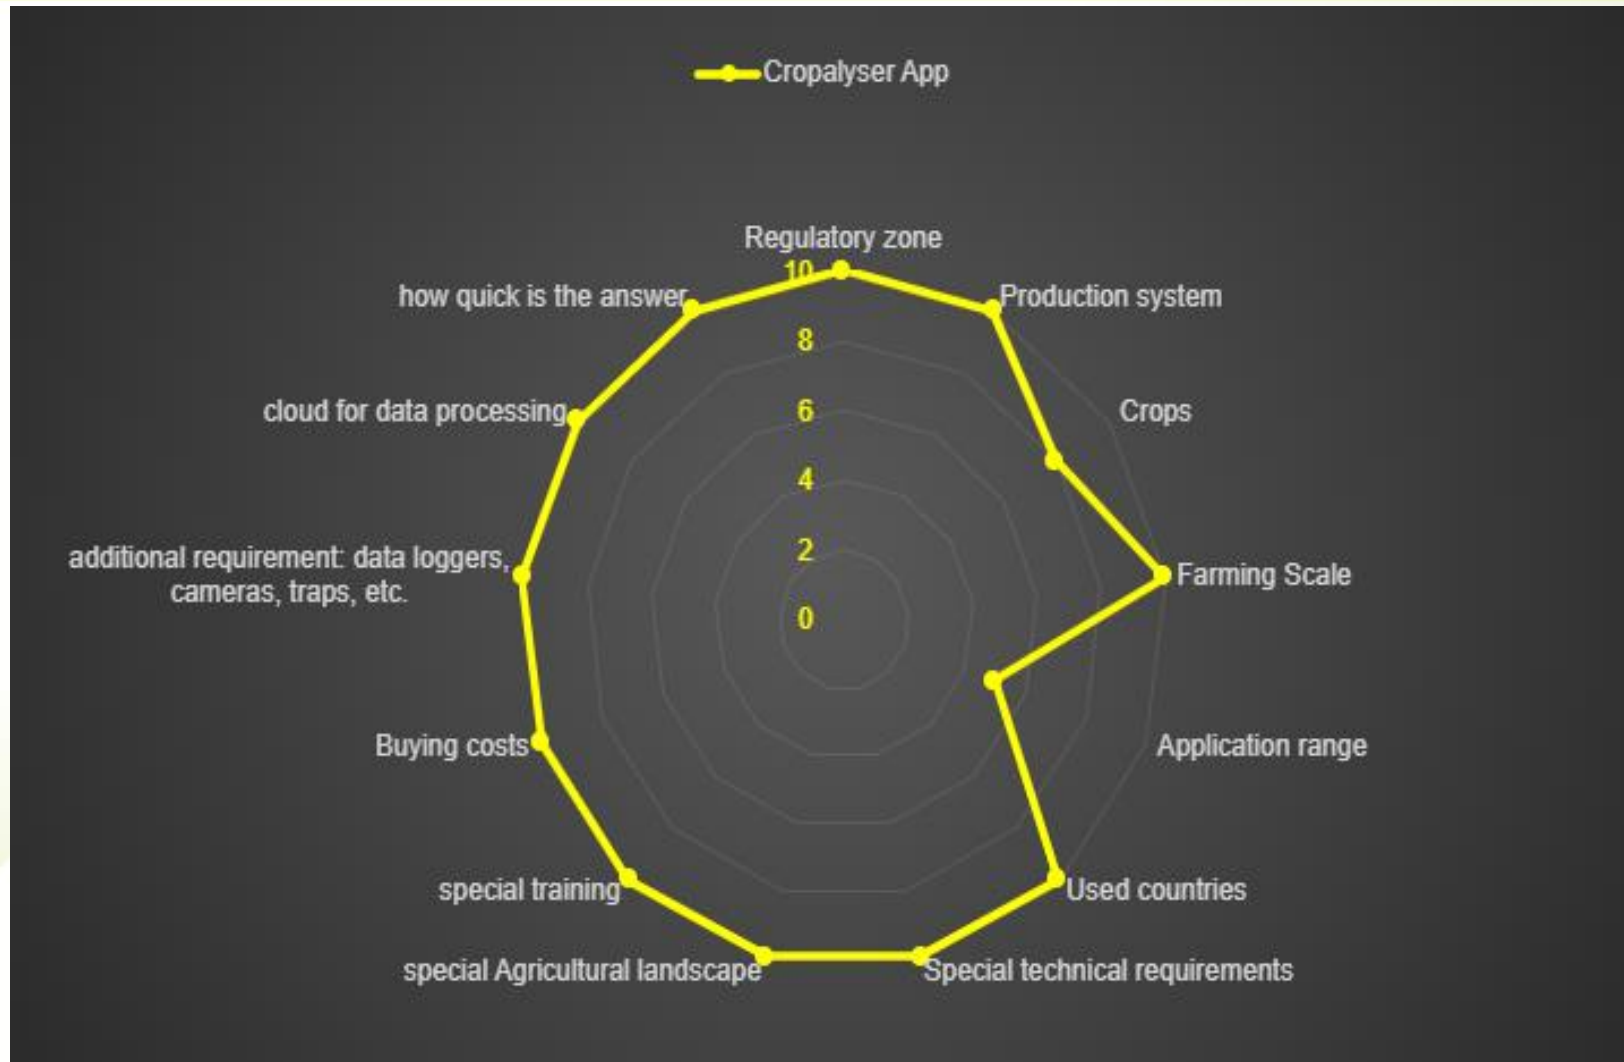 Cropalyser App
Regulatory zone
10
how quick is the answer
Production system
8
cloud for data processing
6
Crops
4
additional requirement: data loggers,
cameras, traps, etc.
2
Farming Scale
0
Buying costs
Application range
special training
Used countries
special Agricultural landscape
Special technical requirements